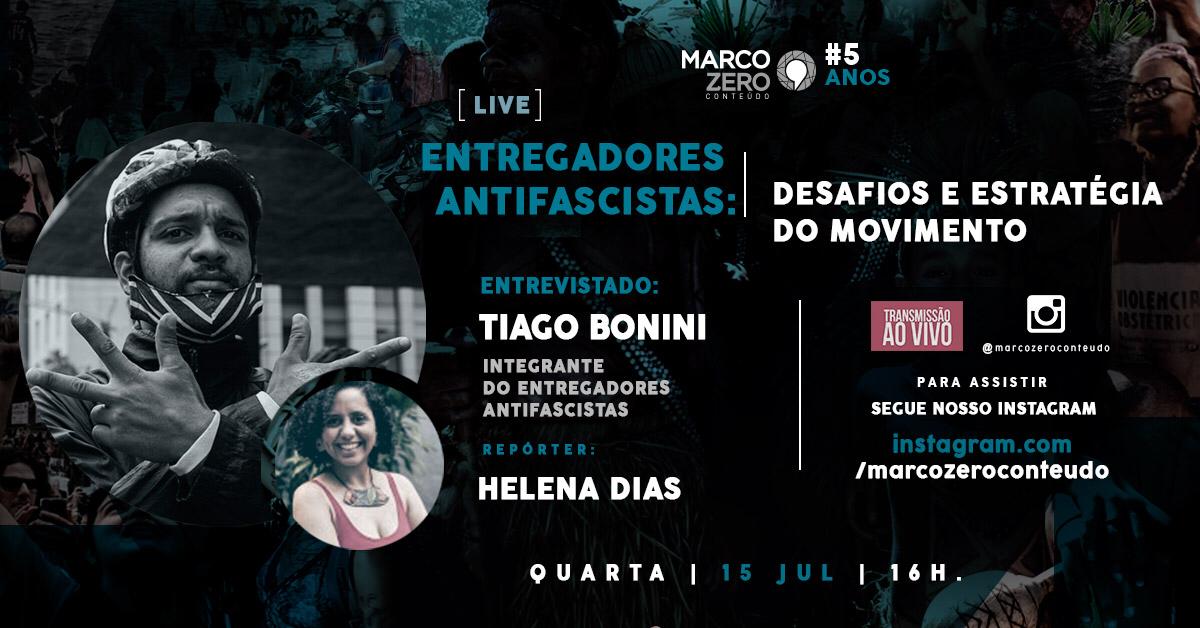 MARCO
ZERO
CONTEÚDO
#5
ANOS
[LIVE]
ENTREGADORES
ANTIFASCISTAS:
DESAFIOS E ESTRATÉGIA
DO MOVIMENTO
ENTREVISTADO:
TIAGO BONINI
INTEGRANTE
DO ENTREGADORES
ANTIFASCISTAS
REPÓRTER:
HELENA DIAS
TRANSMISSÃO
AO VIVO
@marcozeroconteudo
PARA ASSISTIR
SEGUE NOSSO INSTAGRAM
instagram.com
/marcozeroconteudo
VIOLENCIA
OBSTÉTRICA
QUARTA | 15 JUL | 16H.